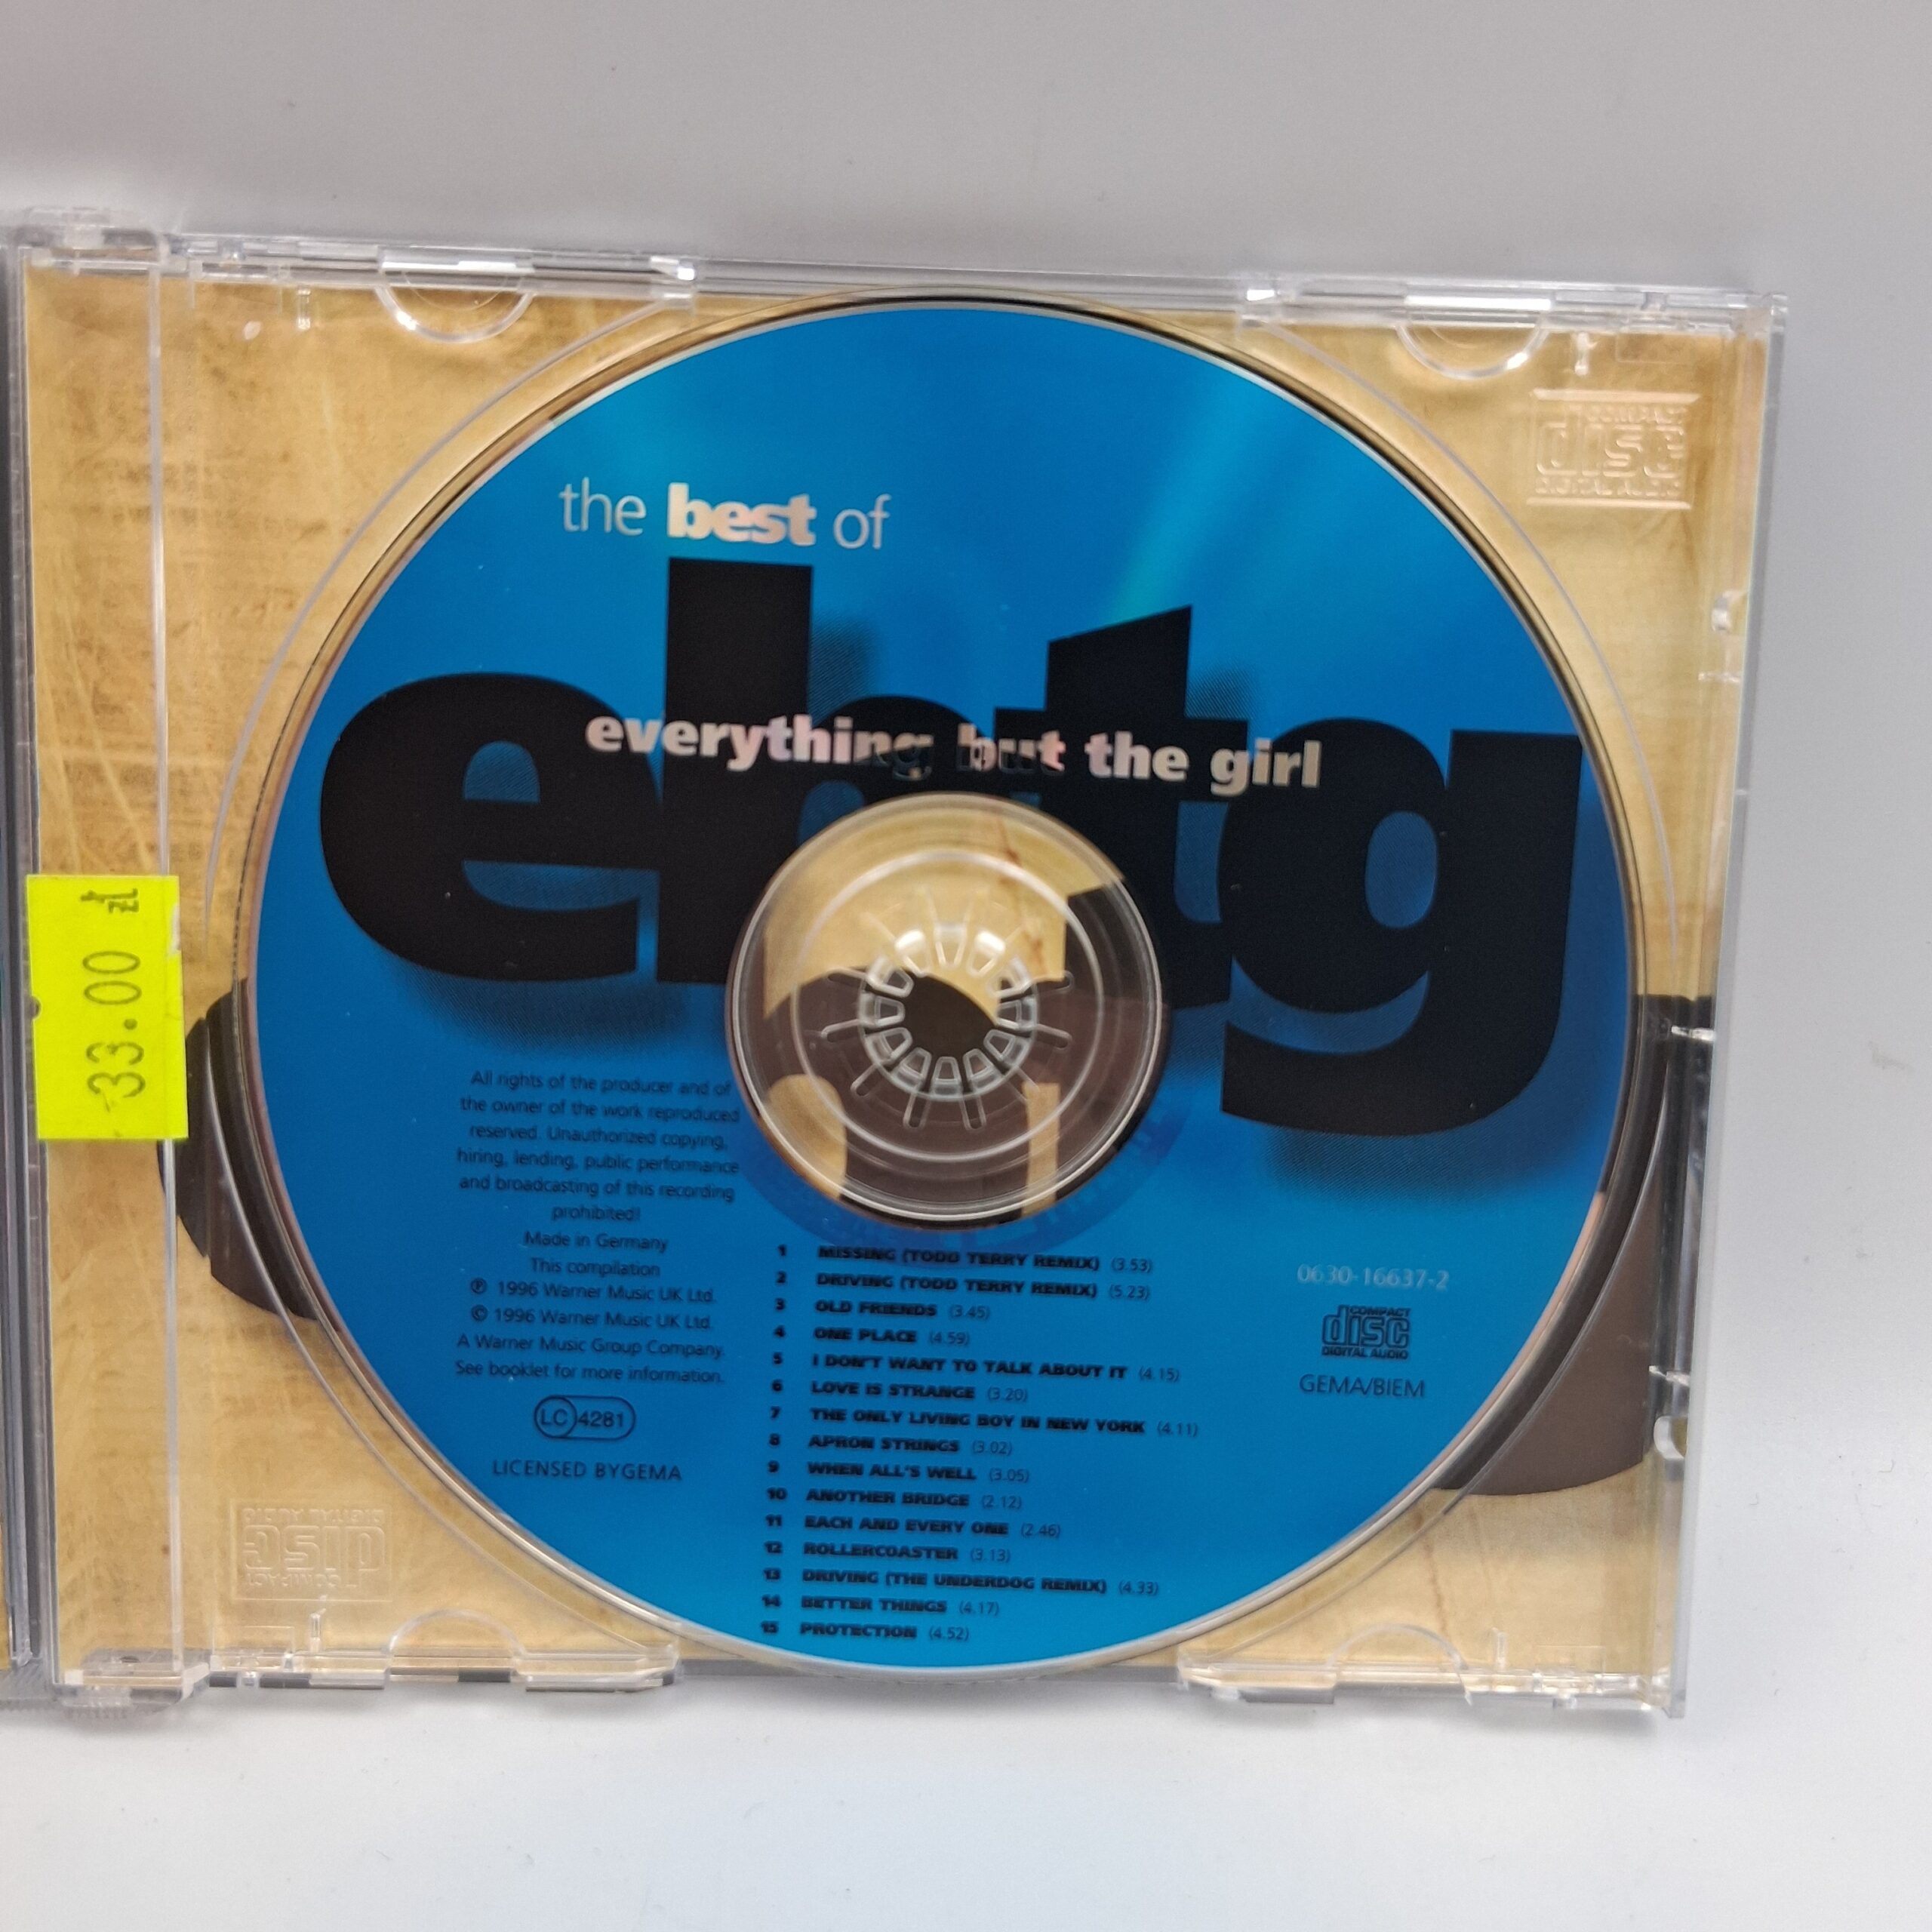 the best of
ebtg
everything but the girl
COMPACT
disc
DIGITAL AUDIO
33.00 zł
All rights of the producer and of
the owner of the work reproduced
reserved. Unauthorized copying,
hiring, lending, public performance
and broadcasting of this recording
prohibited!
Made in Germany
This compilation
℗ 1996 Warner Music UK Ltd.
© 1996 Warner Music UK Ltd.
A Warner Music Group Company.
See booklet for more information.
LC 4281
LICENSED BYGEMA
1 MISSING (TODD TERRY REMIX) (3.53)
2 DRIVING (TODD TERRY REMIX) (5.23)
3 OLD FRIENDS (3.45)
4 ONE PLACE (4.59)
5 I DON'T WANT TO TALK ABOUT IT (4.15)
6 LOVE IS STRANGE (3.20)
7 THE ONLY LIVING BOY IN NEW YORK (4.11)
8 APRON STRINGS (3.02)
9 WHEN ALL'S WELL (3.05)
10 ANOTHER BRIDGE (2.12)
11 EACH AND EVERY ONE (2.46)
12 ROLLERCOASTER (3.13)
13 DRIVING (THE UNDERDOG REMIX) (4.33)
14 BETTER THINGS (4.17)
15 PROTECTION (4.52)
0630-16637-2
COMPACT
disc
DIGITAL AUDIO
GEMA/BIEM
COMPACT
disc
DIGITAL AUDIO